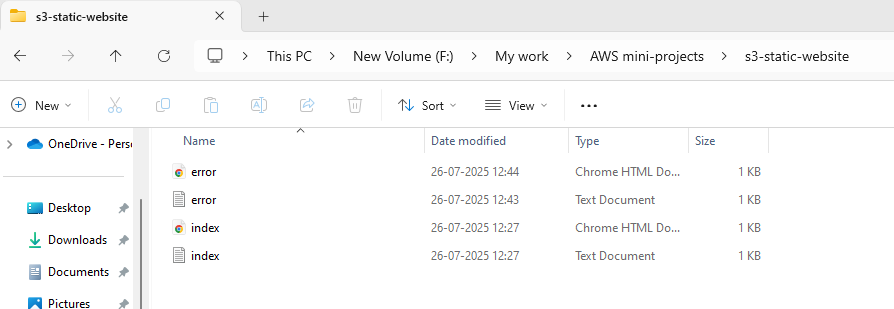 s3-static-website
This PC > New Volume (F:) > My work > AWS mini-projects > s3-static-website
New Sort View
Name Date modified Type Size
OneDrive - Pers
error 26-07-2025 12:44 Chrome HTML Do... 1 KB
error 26-07-2025 12:43 Text Document 1 KB
Desktop index 26-07-2025 12:27 Chrome HTML Do... 1 KB
Downloads index 26-07-2025 12:27 Text Document 1 KB
Documents
Pictures